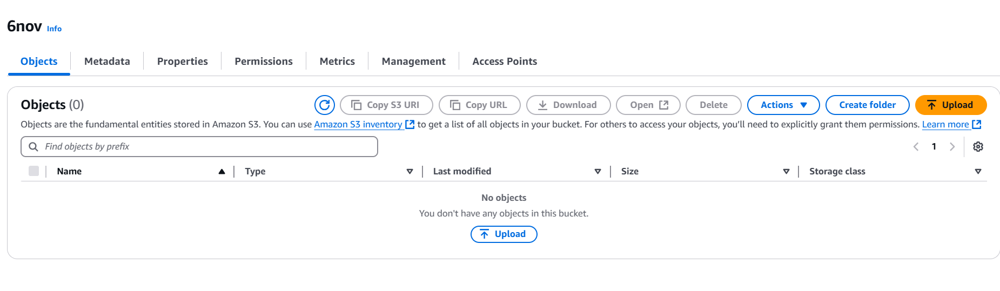 6nov Info
Objects Metadata Properties Permissions Metrics Management Access Points
Objects (0) Copy S3 URI Copy URL Download Open Delete Actions Create folder Upload
Objects are the fundamental entities stored in Amazon S3. You can use Amazon S3 inventory to get a list of all objects in your bucket. For others to access your objects, you’ll need to explicitly grant them permissions. Learn more
Find objects by prefix 1
Name Type Last modified Size Storage class
No objects
You don't have any objects in this bucket.
Upload